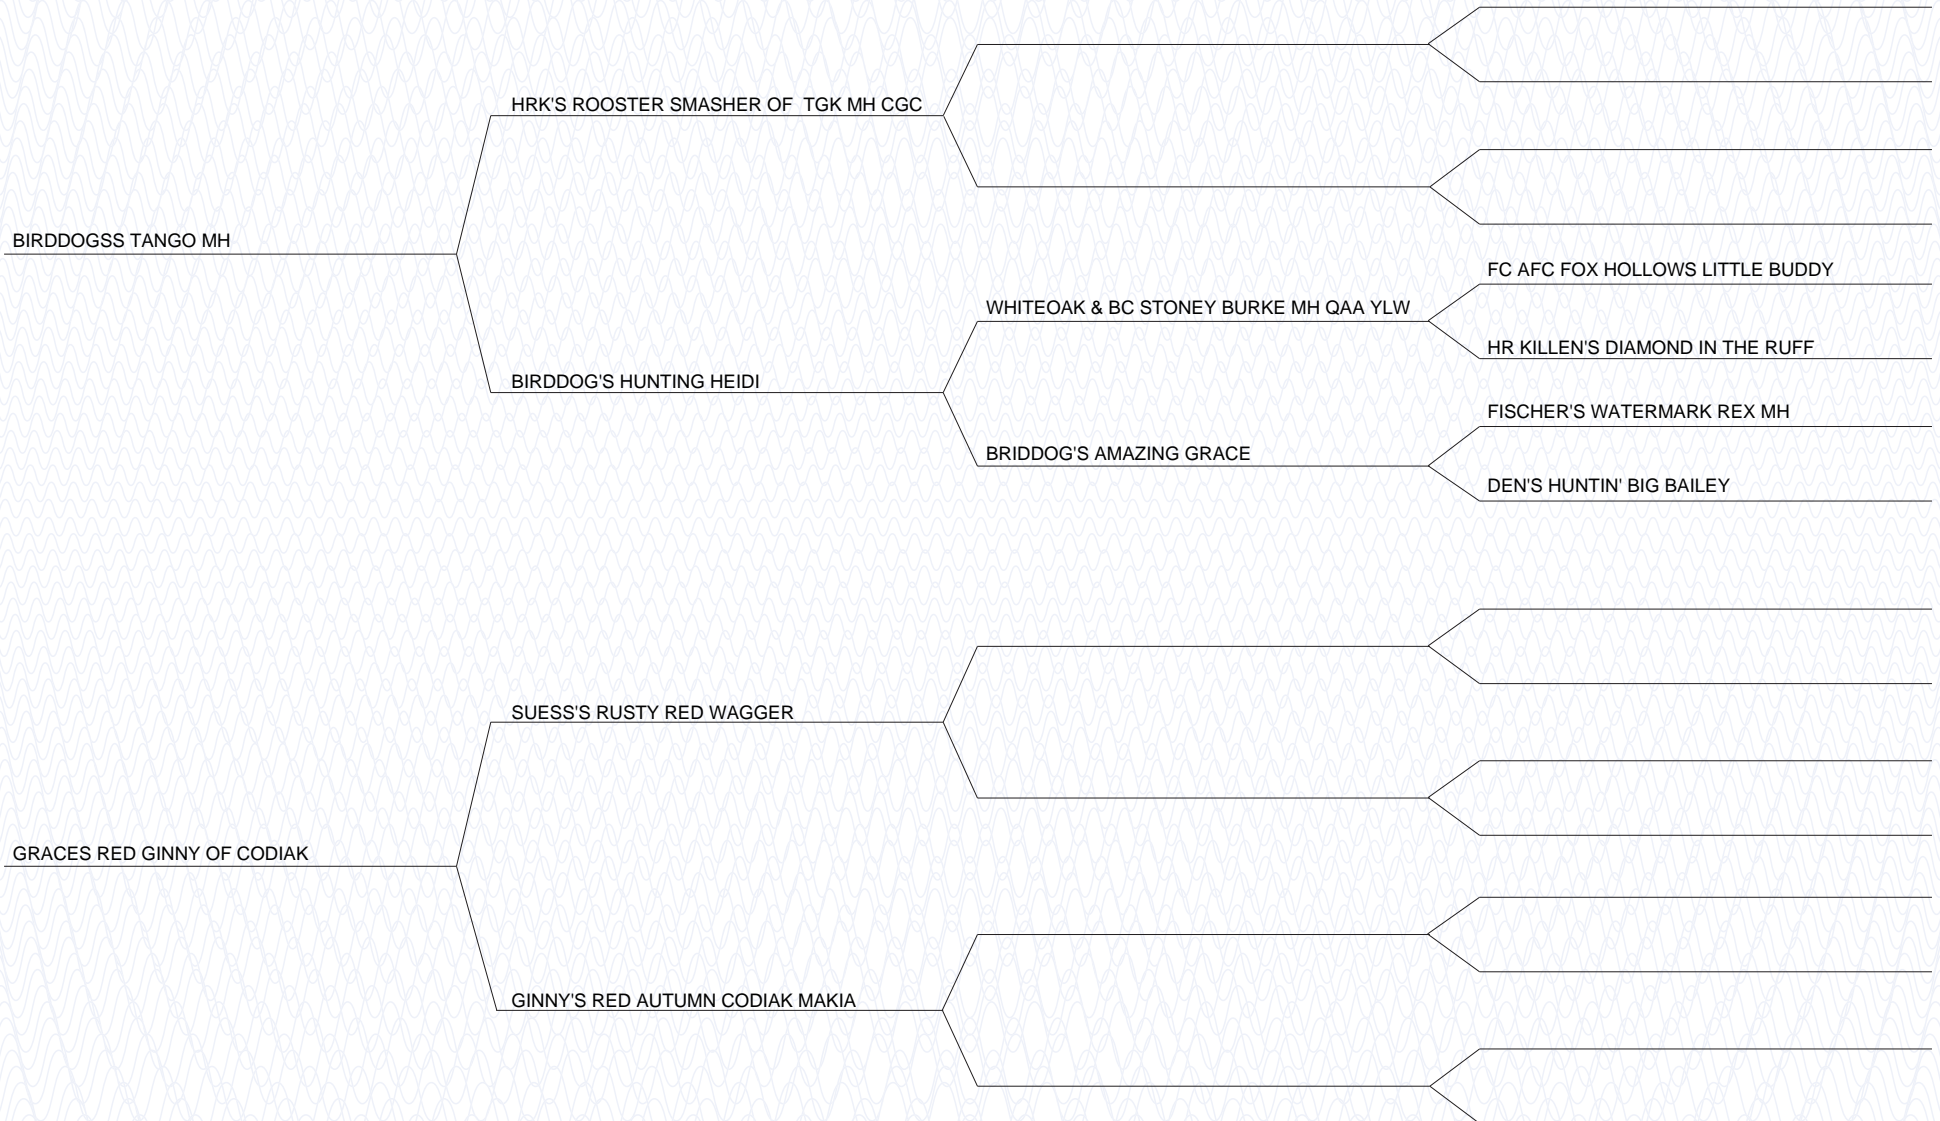 HRK'S ROOSTER SMASHER OF  TGK MH CGC
BIRDDOGSS TANGO MH
FC AFC FOX HOLLOWS LITTLE BUDDY
WHITEOAK & BC STONEY BURKE MH QAA YLW
HR KILLEN'S DIAMOND IN THE RUFF
BIRDDOG'S HUNTING HEIDI
FISCHER'S WATERMARK REX MH
BRIDDOG'S AMAZING GRACE
DEN'S HUNTIN' BIG BAILEY
SUESS'S RUSTY RED WAGGER
GRACES RED GINNY OF CODIAK
GINNY'S RED AUTUMN CODIAK MAKIA